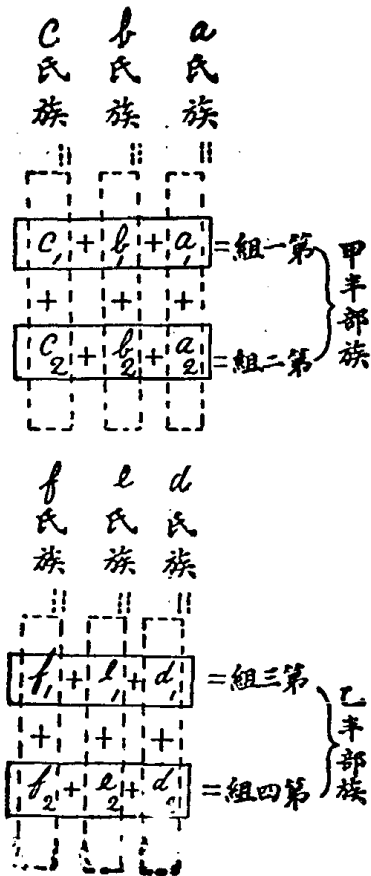 a氏族
b氏族
c氏族
甲半部族
第一組=a₁+b₁+c₁
+ + +
第二組=a₂+b₂+c₂
d氏族
e氏族
f氏族
乙半部族
第三組=d₁+e₁+f₁
+ + +
第四組=d₂+e₂+f₂